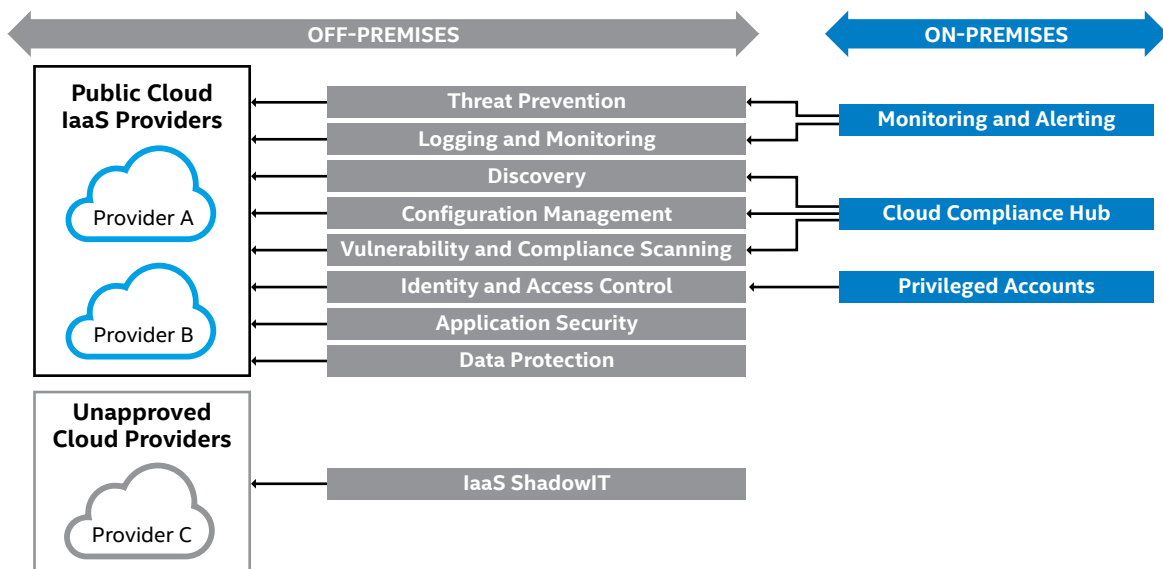 OFF-PREMISES
ON-PREMISES
Public Cloud
IaaS Providers
Provider A
Provider B
Threat Prevention
Logging and Monitoring
Discovery
Configuration Management
Vulnerability and Compliance Scanning
Identity and Access Control
Application Security
Data Protection
Monitoring and Alerting
Cloud Compliance Hub
Privileged Accounts
Unapproved
Cloud Providers
Provider C
IaaS ShadowIT